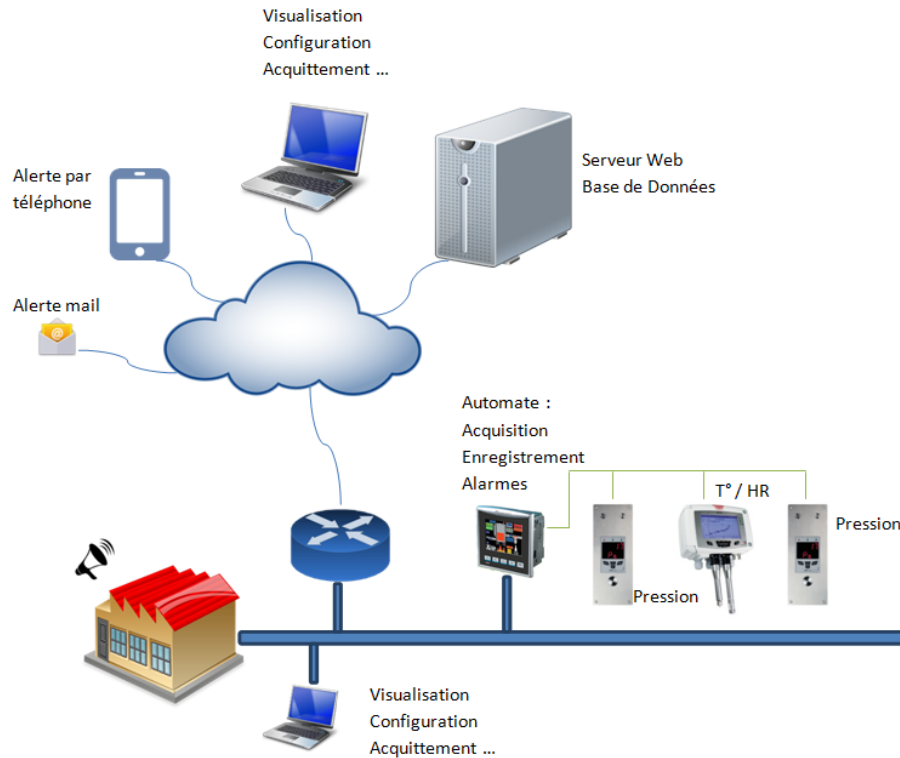 Visualisation
Configuration
Acquittement ...
Serveur Web
Base de Données
Alerte par
téléphone
Alerte mail
Automate :
Acquisition
Enregistrement
Alarmes
T° / HR
Pression
Pression
Visualisation
Configuration
Acquittement ...